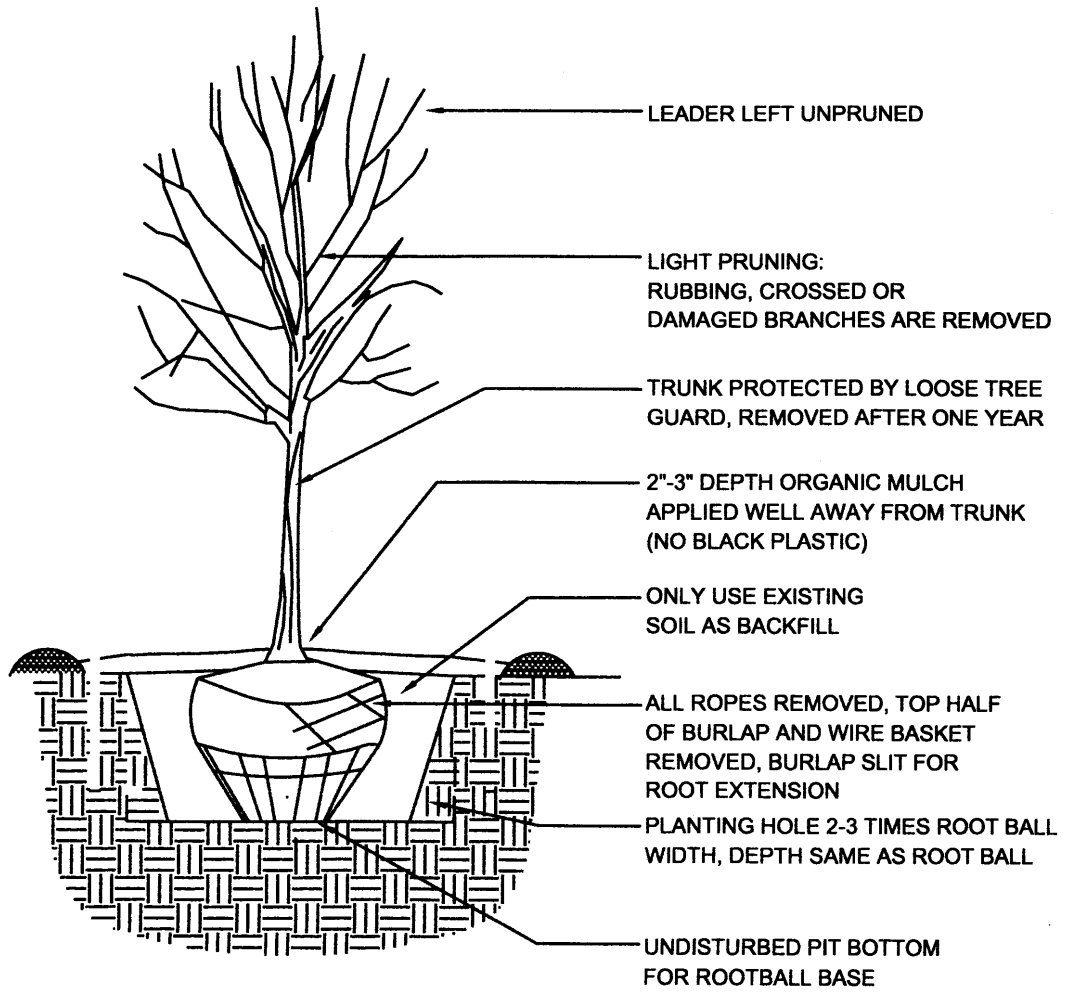 LEADER LEFT UNPRUNED
LIGHT PRUNING:
RUBBING, CROSSED OR
DAMAGED BRANCHES ARE REMOVED
TRUNK PROTECTED BY LOOSE TREE
GUARD, REMOVED AFTER ONE YEAR
2"-3" DEPTH ORGANIC MULCH
APPLIED WELL AWAY FROM TRUNK
(NO BLACK PLASTIC)
ONLY USE EXISTING
SOIL AS BACKFILL
ALL ROPES REMOVED, TOP HALF
OF BURLAP AND WIRE BASKET
REMOVED, BURLAP SLIT FOR
ROOT EXTENSION
PLANTING HOLE 2-3 TIMES ROOT BALL
WIDTH, DEPTH SAME AS ROOT BALL
UNDISTURBED PIT BOTTOM
FOR ROOTBALL BASE